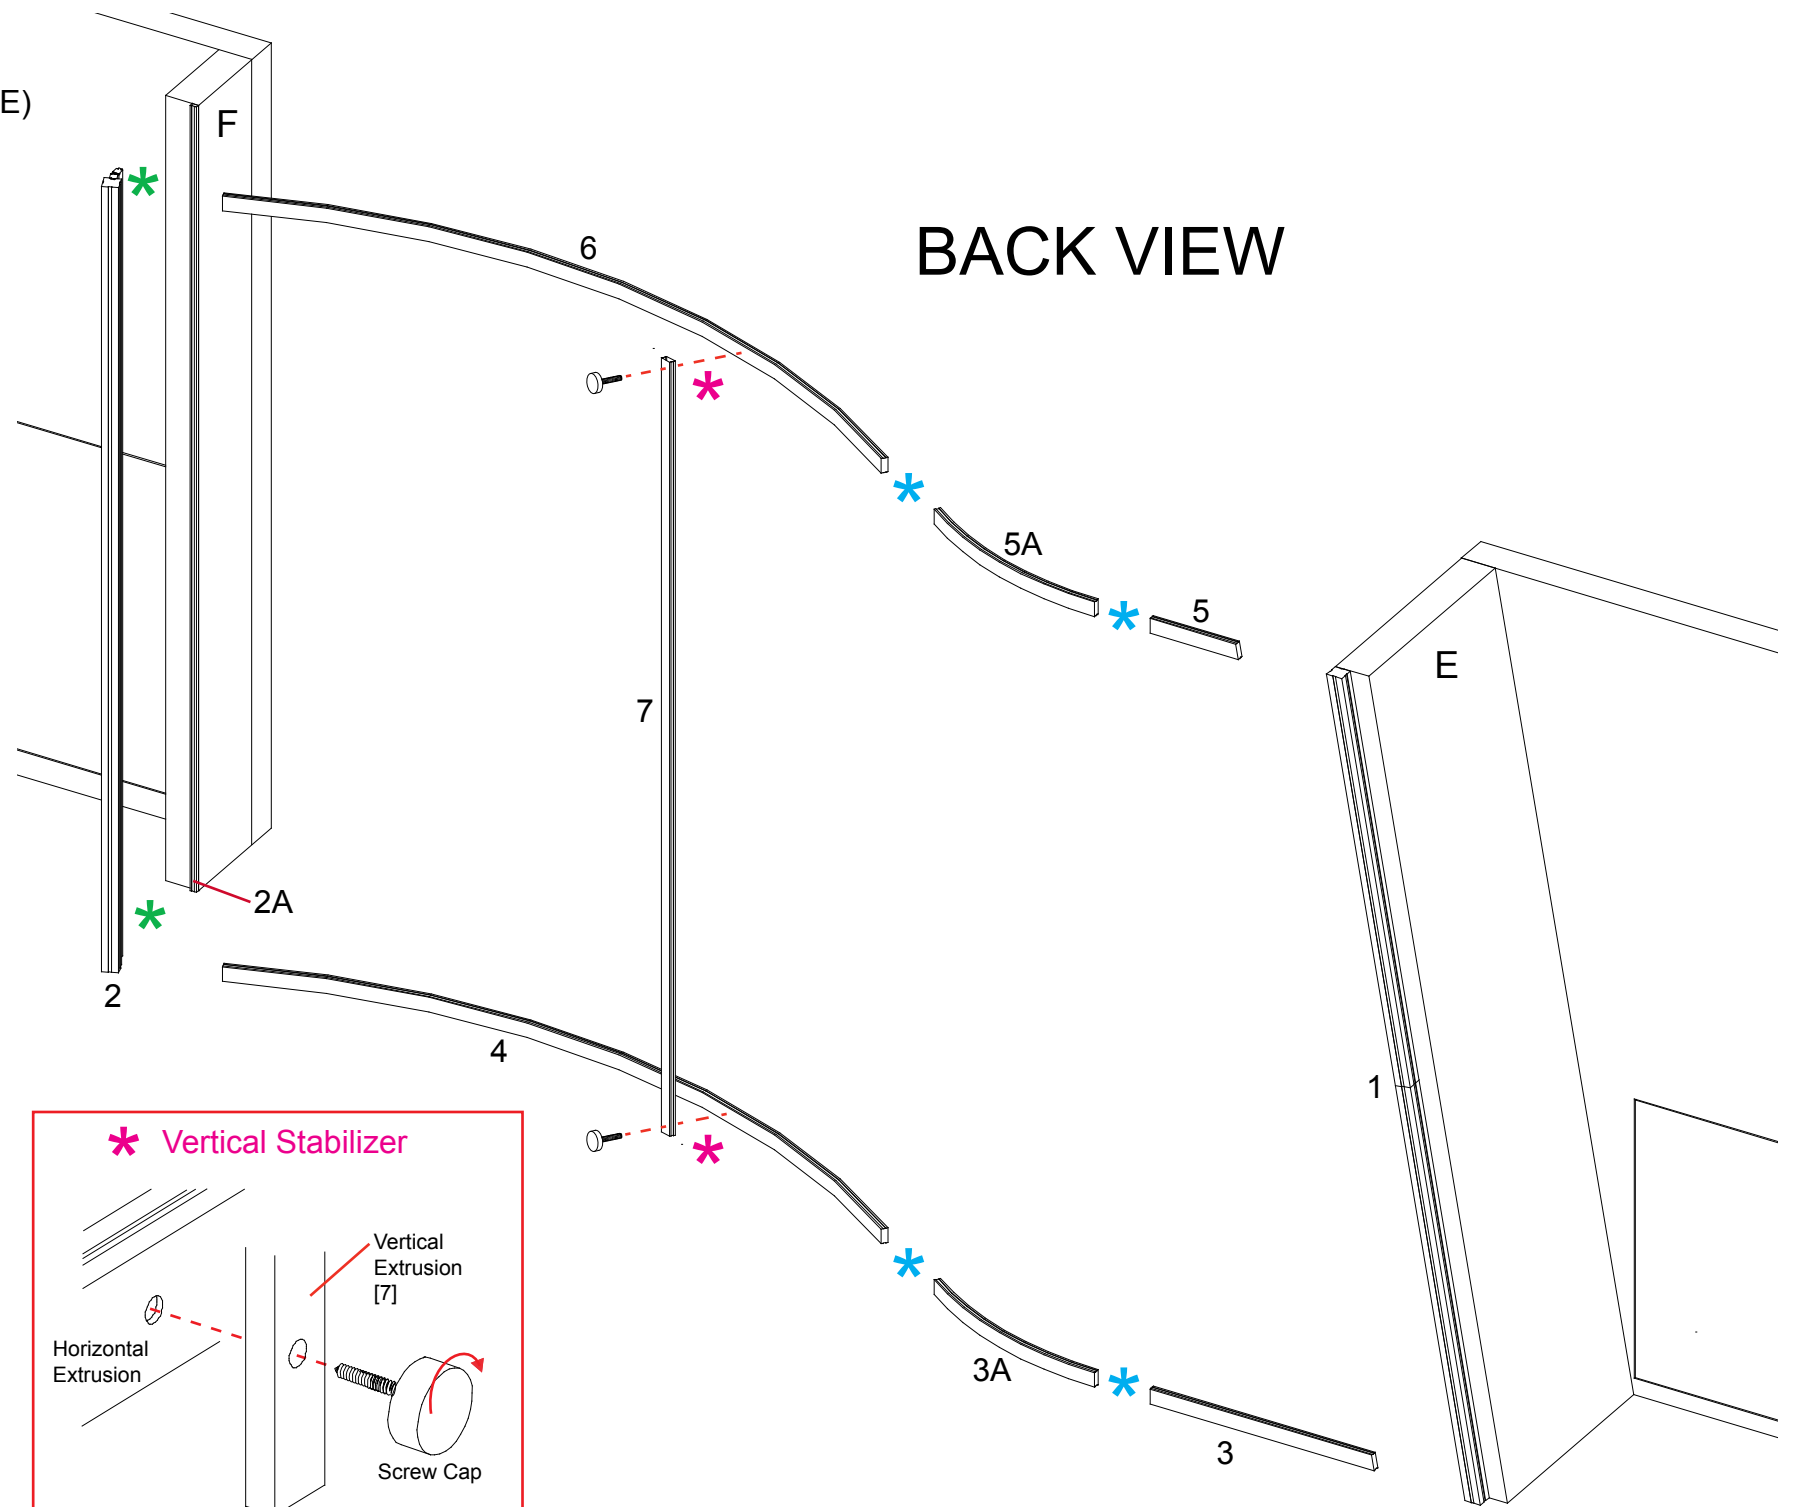 E)
F
BACK VIEW
6
5A
5
E
7
2A
2
4
1
3A
3
* Vertical Stabilizer
Vertical
Extrusion
[7]
Horizontal
Extrusion
Screw Cap